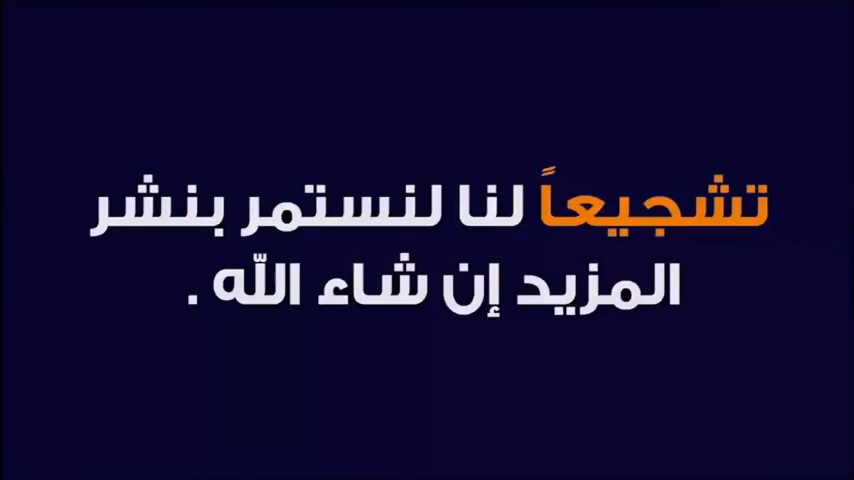 تشجيعاً لنا لنستمر بنشر
المزيد إن شاء الله .